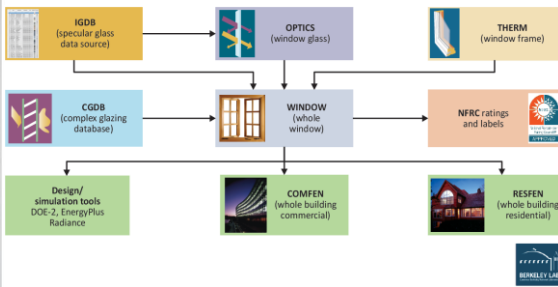 IGDB
(specular glass
data source)
OPTICS
(window glass)
THERM
(window frame)
CGDB
(complex glazing
database)
WINDOW
(whole
window)
NFRC ratings
and labels
Design/
simulation tools
DOE-2, EnergyPlus
Radiance
COMFEN
(whole building
commercial)
RESFEN
(whole building
residential)
BERKELEY LAB